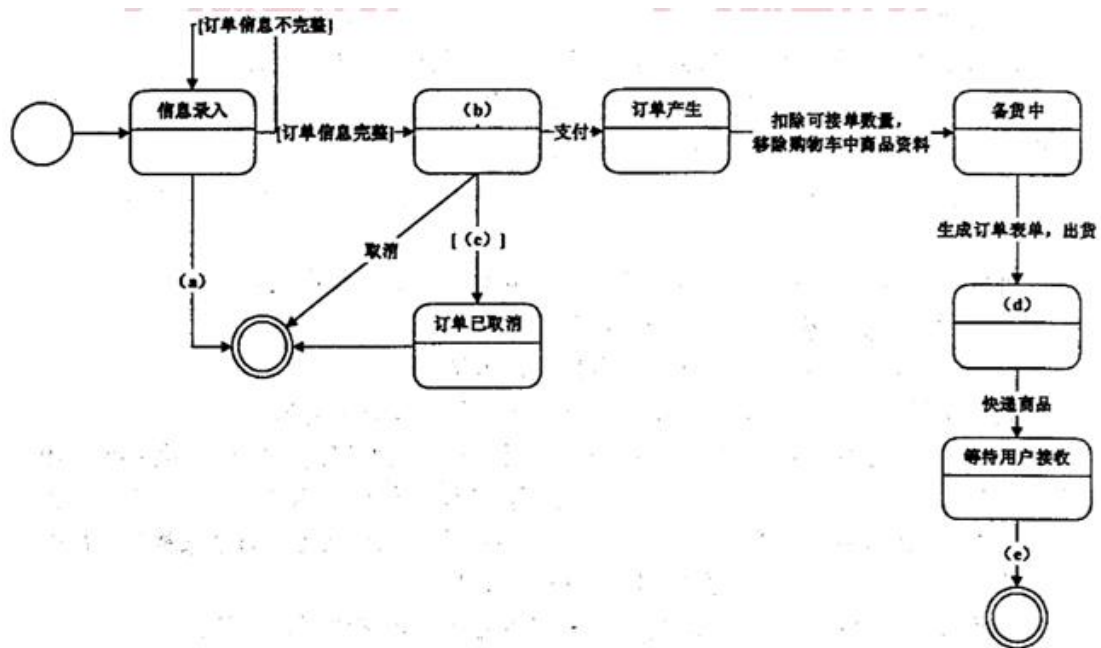 [订单信息不完整]
信息录入
[订单信息完整]
(b)
支付
订单产生
扣除可接单数量,
移除购物车中商品资料
备货中
(a)
取消
[(c)]
订单已取消
生成订单表单,出货
(d)
快递商品
等待用户接收
(e)